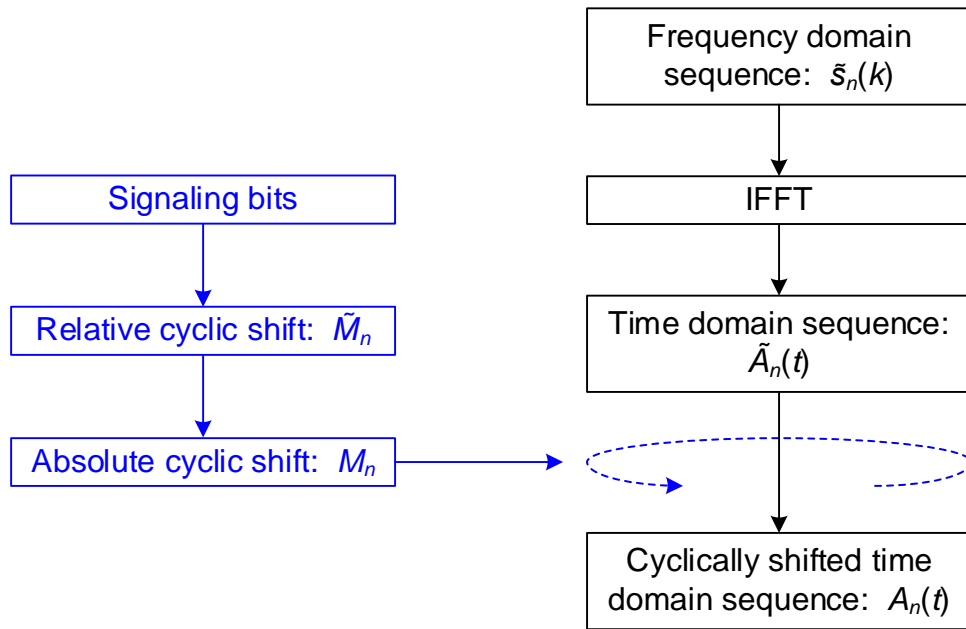 Frequency domain
sequence: s̃ₙ(k)
Signaling bits
IFFT
Relative cyclic shift: M̃ₙ
Time domain sequence:
Ãₙ(t)
Absolute cyclic shift: Mₙ
Cyclically shifted time
domain sequence: Aₙ(t)